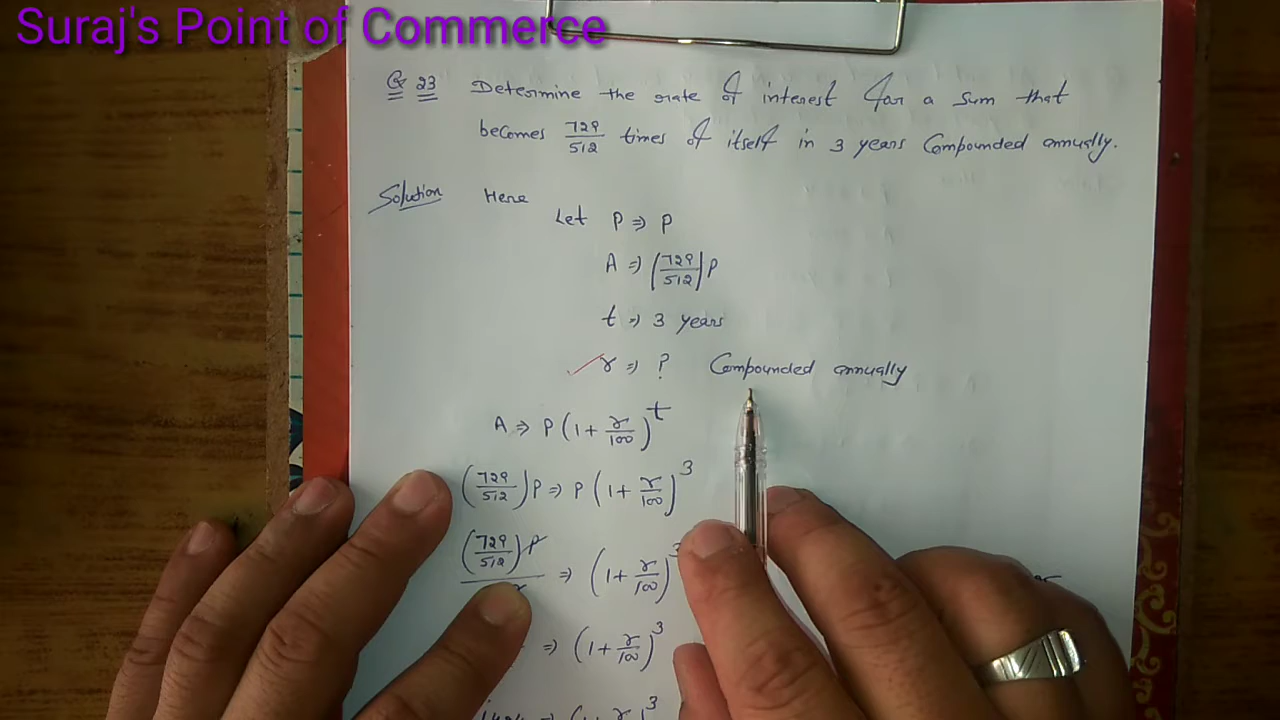 Suraj's Point of Commerce
Q 23 Determine the rate of interest for a sum that
becomes 729/512 times of itself in 3 years Compounded annually.
Solution Here
Let P ⇒ P
A ⇒ (729/512) P
t ⇒ 3 years
r ⇒ ? Compounded annually
A ⇒ P (1 + r/100)^t
(729/512) P ⇒ P (1 + r/100)^3
(729/512) P ⇒ (1 + r/100)^3
⇒ (1 + r/100)^3